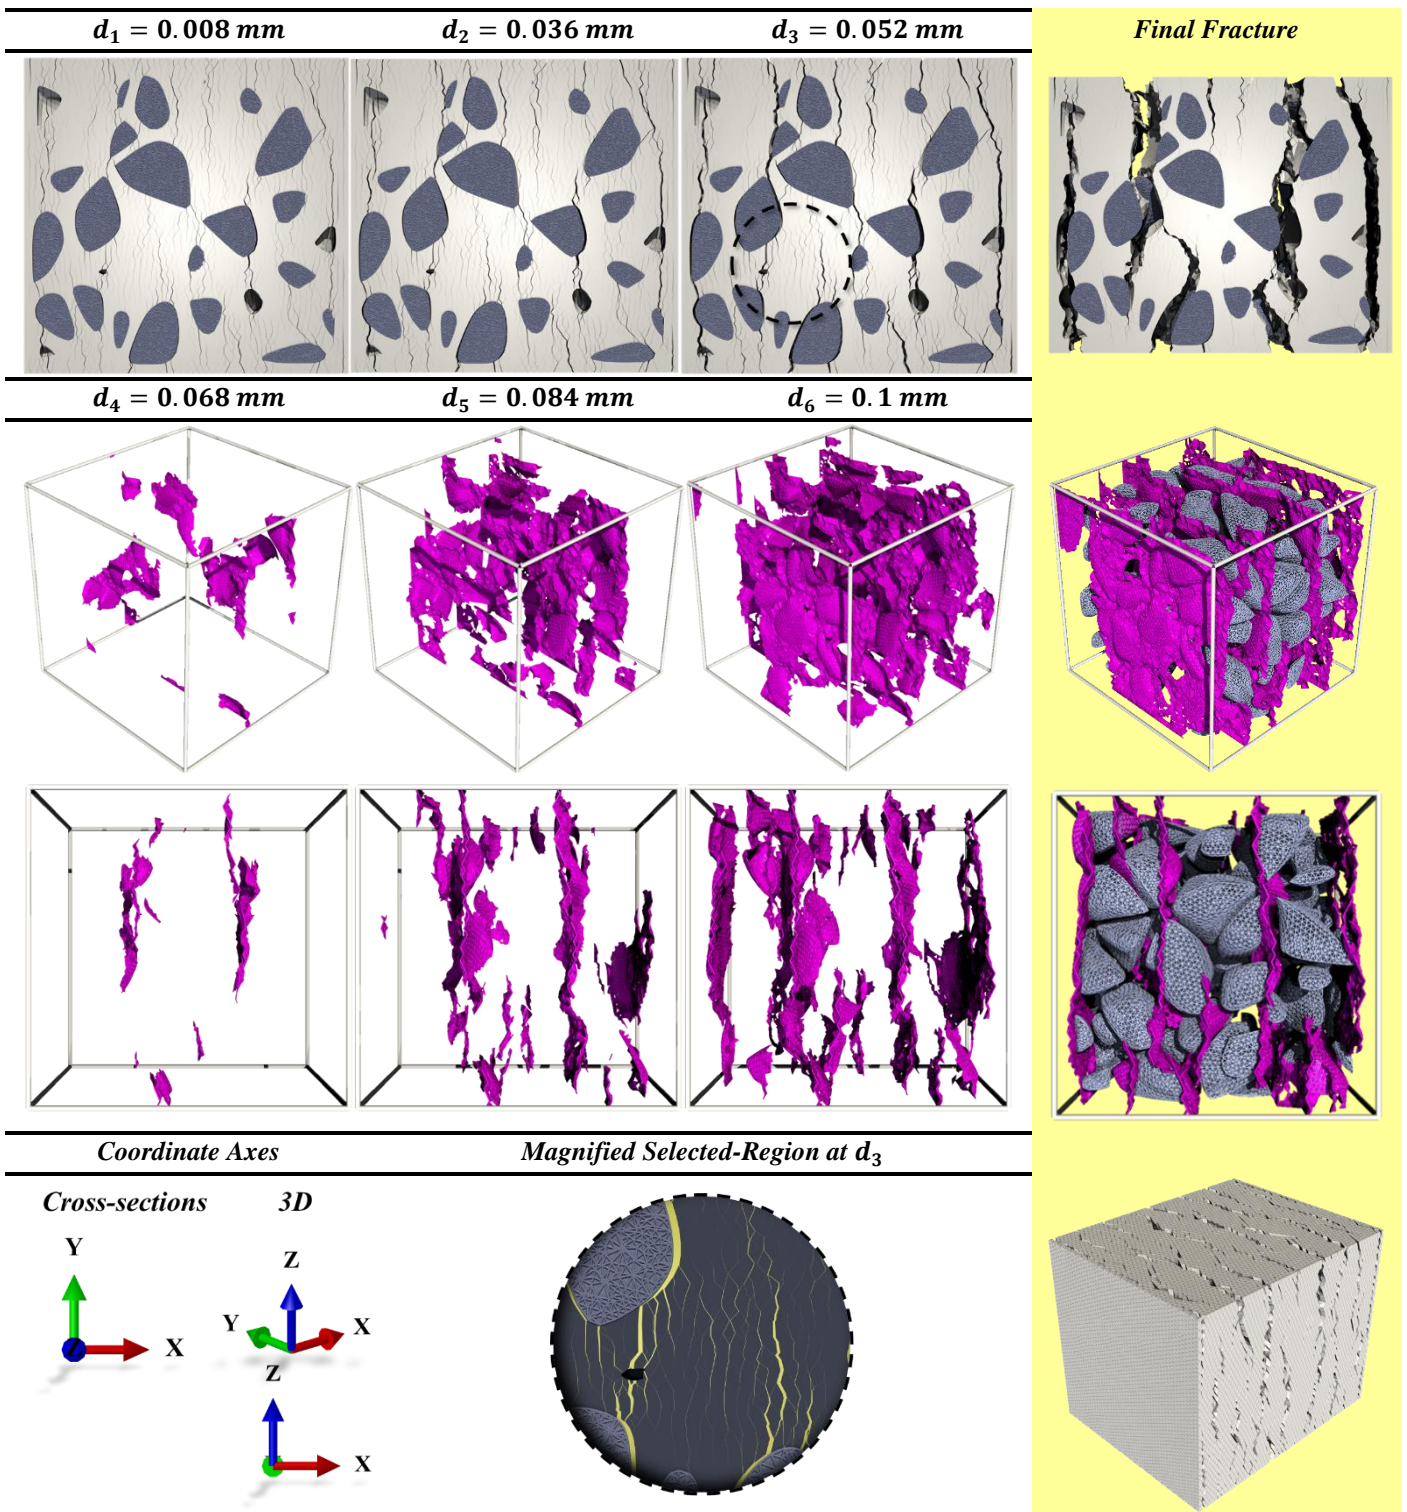 d₁ = 0.008 mm
d₂ = 0.036 mm
d₃ = 0.052 mm
Final Fracture
d₄ = 0.068 mm
d₅ = 0.084 mm
d₆ = 0.1 mm
Coordinate Axes
Magnified Selected-Region at d₃
Cross-sections
3D
Y
Z
X
Z
Y
X
Z
X